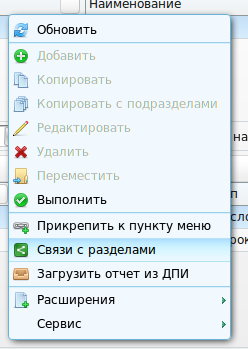 Наименование
Обновить
Добавить
Копировать
Копировать с подразделами
Редактировать
на
Удалить
Переместить
Выполнить
Прикрепить к пункту меню
Связи с разделами
Загрузить отчет из ДПИ
Расширения
Сервис